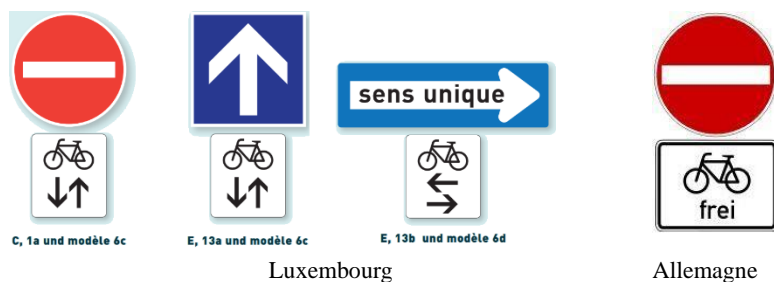 sens unique
frei
C, 1a und modèle 6c
E, 13a und modèle 6c
E, 13b und modèle 6d
Luxembourg
Allemagne